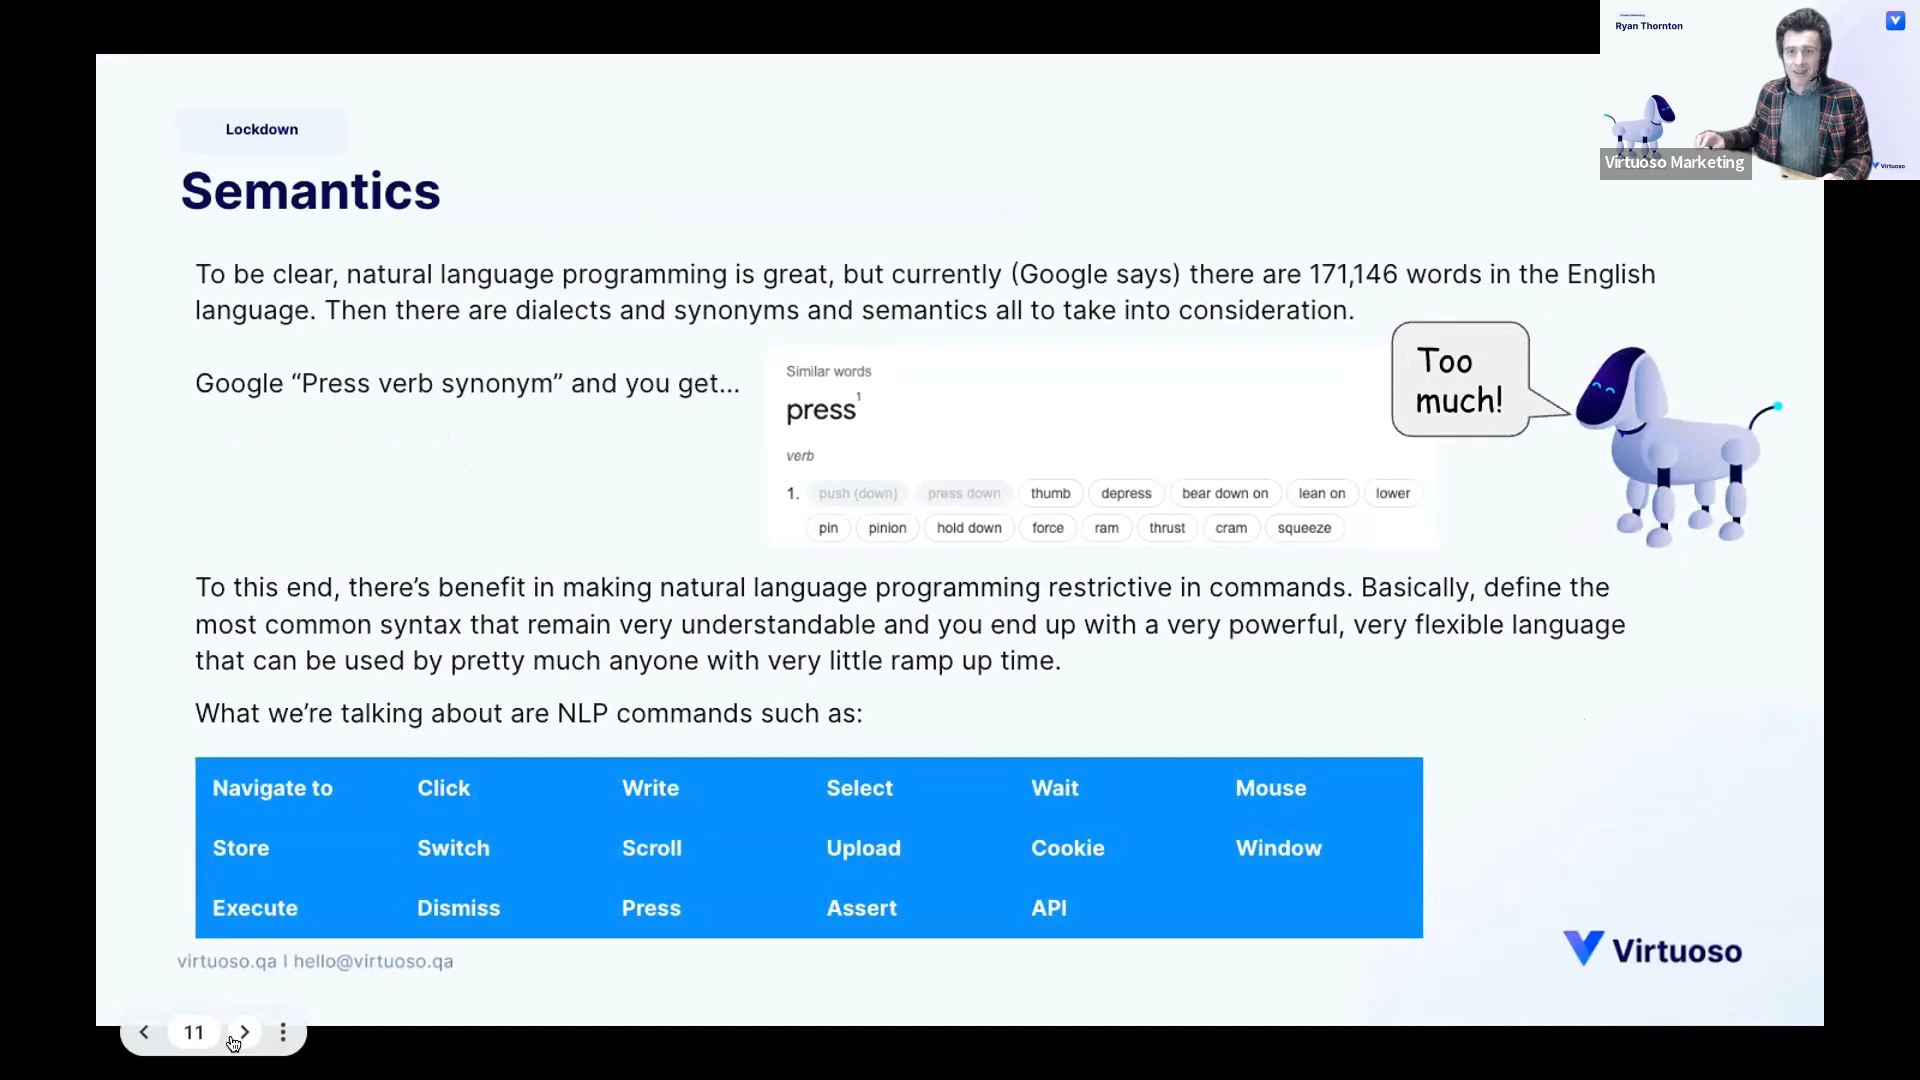 Ryan Thornton
Virtuoso Marketing
Virtuoso
Lockdown
Semantics
To be clear, natural language programming is great, but currently (Google says) there are 171,146 words in the English
language. Then there are dialects and synonyms and semantics all to take into consideration.
Google “Press verb synonym” and you get...
Similar words
press¹
verb
1. push (down) press down thumb depress bear down on lean on lower
pin pinion hold down force ram thrust cram squeeze
Too
much!
To this end, there’s benefit in making natural language programming restrictive in commands. Basically, define the
most common syntax that remain very understandable and you end up with a very powerful, very flexible language
that can be used by pretty much anyone with very little ramp up time.
What we’re talking about are NLP commands such as:
Navigate to Click Write Select Wait Mouse
Store Switch Scroll Upload Cookie Window
Execute Dismiss Press Assert API
virtuoso.qa | hello@virtuoso.qa
Virtuoso
11